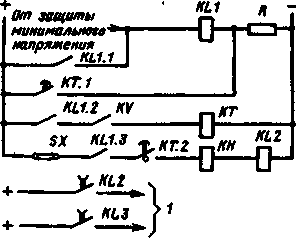 + −
От защиты KL1 R
минимального
напряжения
KL1.1
KT.1
KL1.2 KV KT
SX KL1.3 KT.2 KH KL2
+ KL2
1
+ KL3